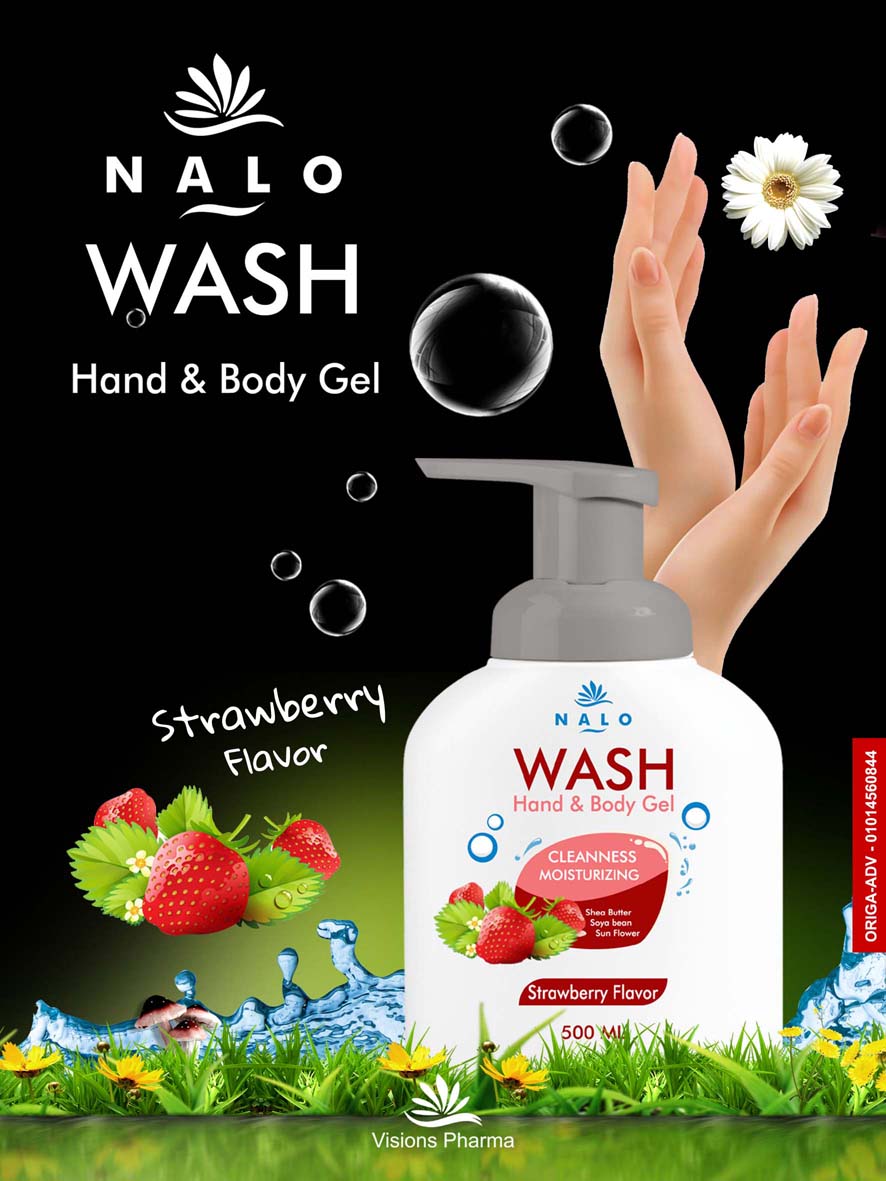 NALO
WASH
Hand & Body Gel
Strawberry
Flavor
NALO
WASH
Hand & Body Gel
CLEANNESS
MOISTURIZING
Shea Butter
Soya bean
Sun Flower
Strawberry Flavor
500 ML
ORIGA-ADV - 01014560844
Visions Pharma